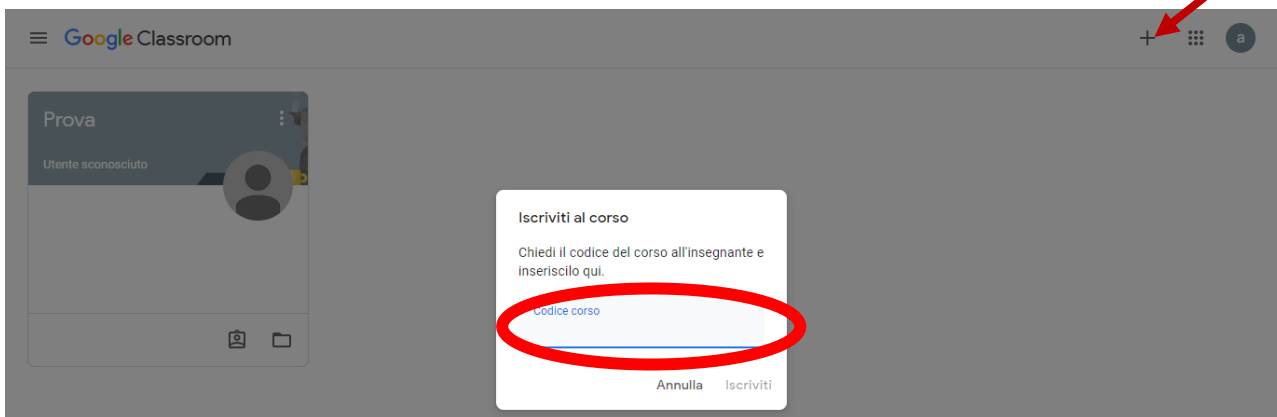 Google Classroom
a
Prova
Utente sconosciuto
Iscriviti al corso
Chiedi il codice del corso all'insegnante e
inseriscilo qui.
Codice corso
Annulla Iscriviti